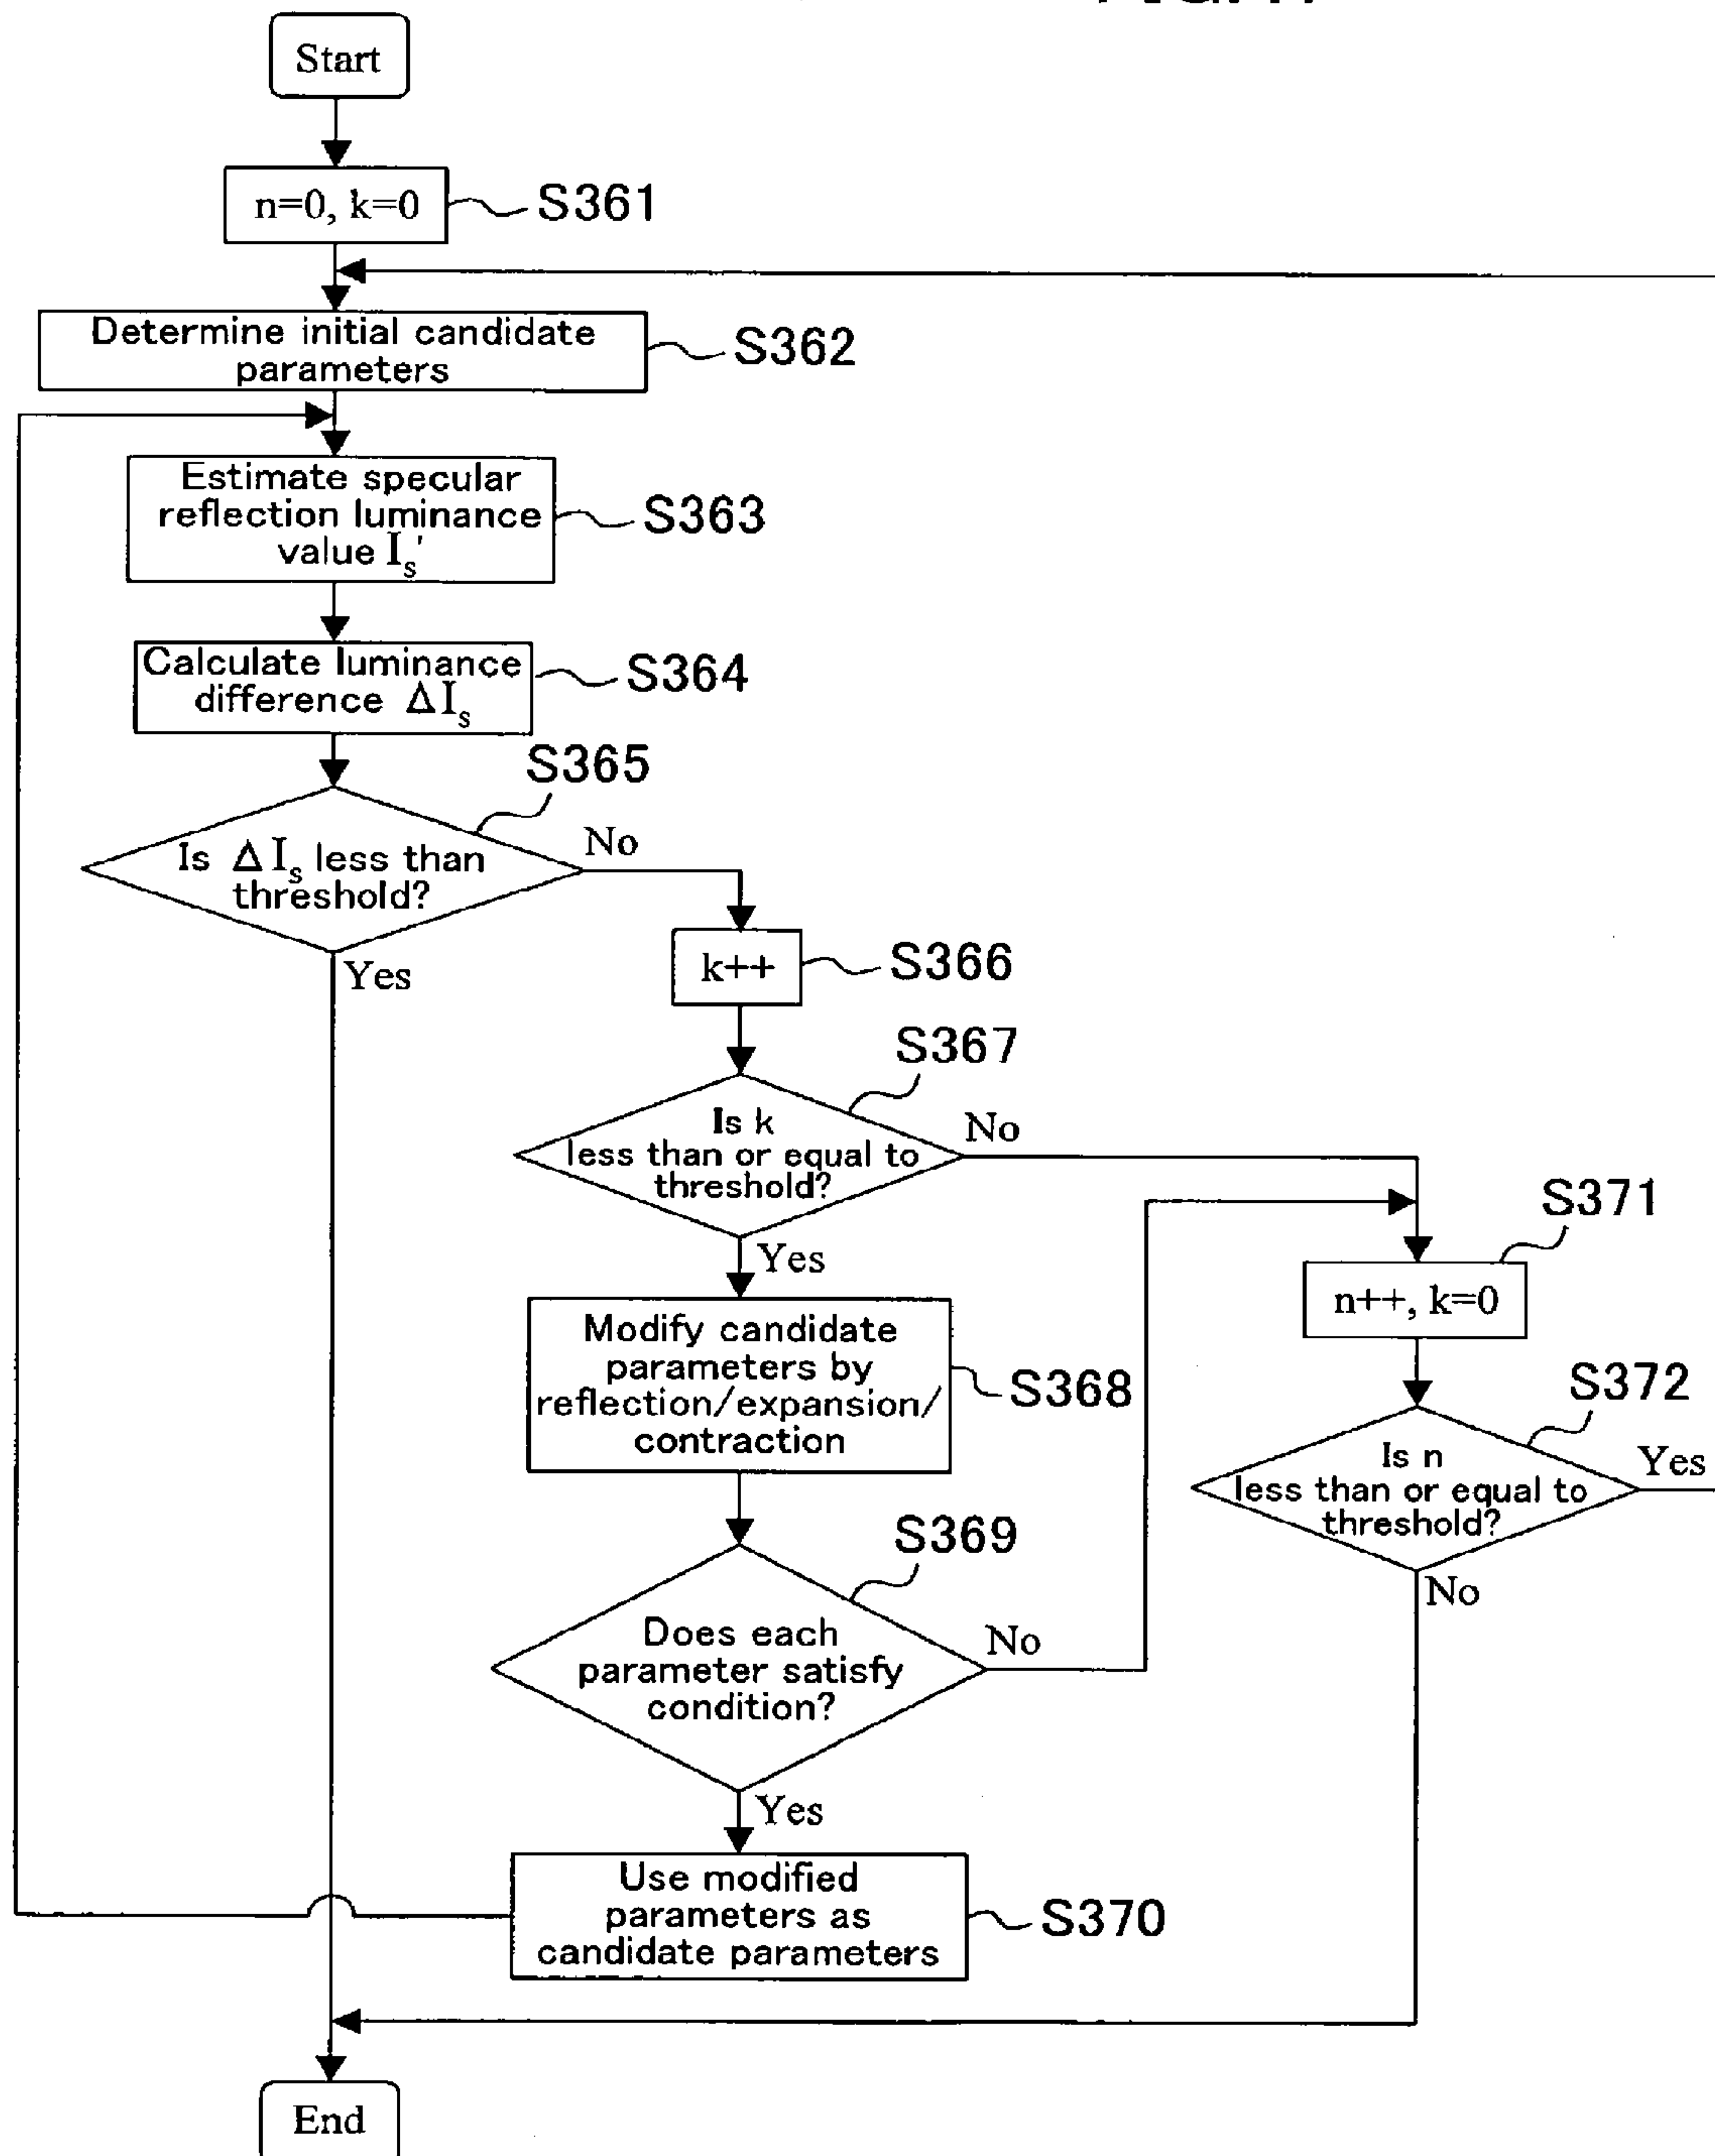 Start
n=0, k=0
S361
Determine initial candidate
parameters
S362
Estimate specular
reflection luminance
value Is'
S363
Calculate luminance
difference ΔIs
S364
S365
Is ΔIs less than
threshold?
No
Yes
k++
S366
S367
Is k
less than or equal to
threshold?
No
Yes
S371
n++, k=0
Modify candidate
parameters by
reflection/expansion/
contraction
S368
S372
Is n
less than or equal to
threshold?
Yes
No
S369
Does each
parameter satisfy
condition?
No
Yes
Use modified
parameters as
candidate parameters
S370
End